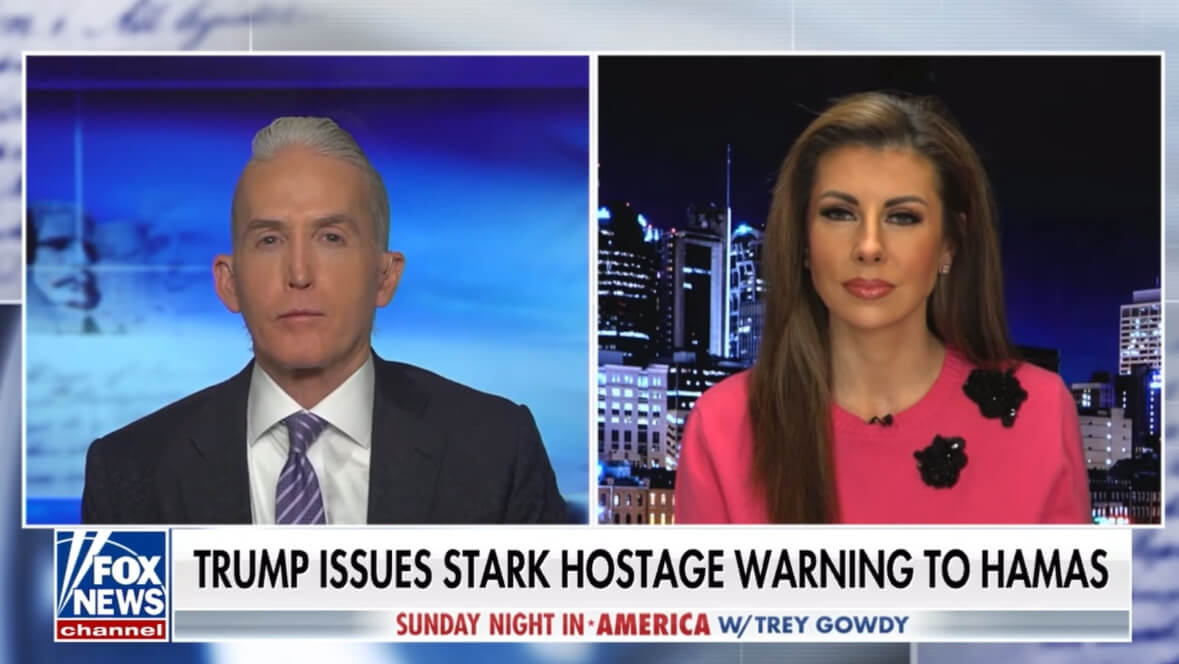 TRUMP ISSUES STARK HOSTAGE WARNING TO HAMAS
FOX
NEWS
channel
SUNDAY NIGHT IN★AMERICA W/TREY GOWDY